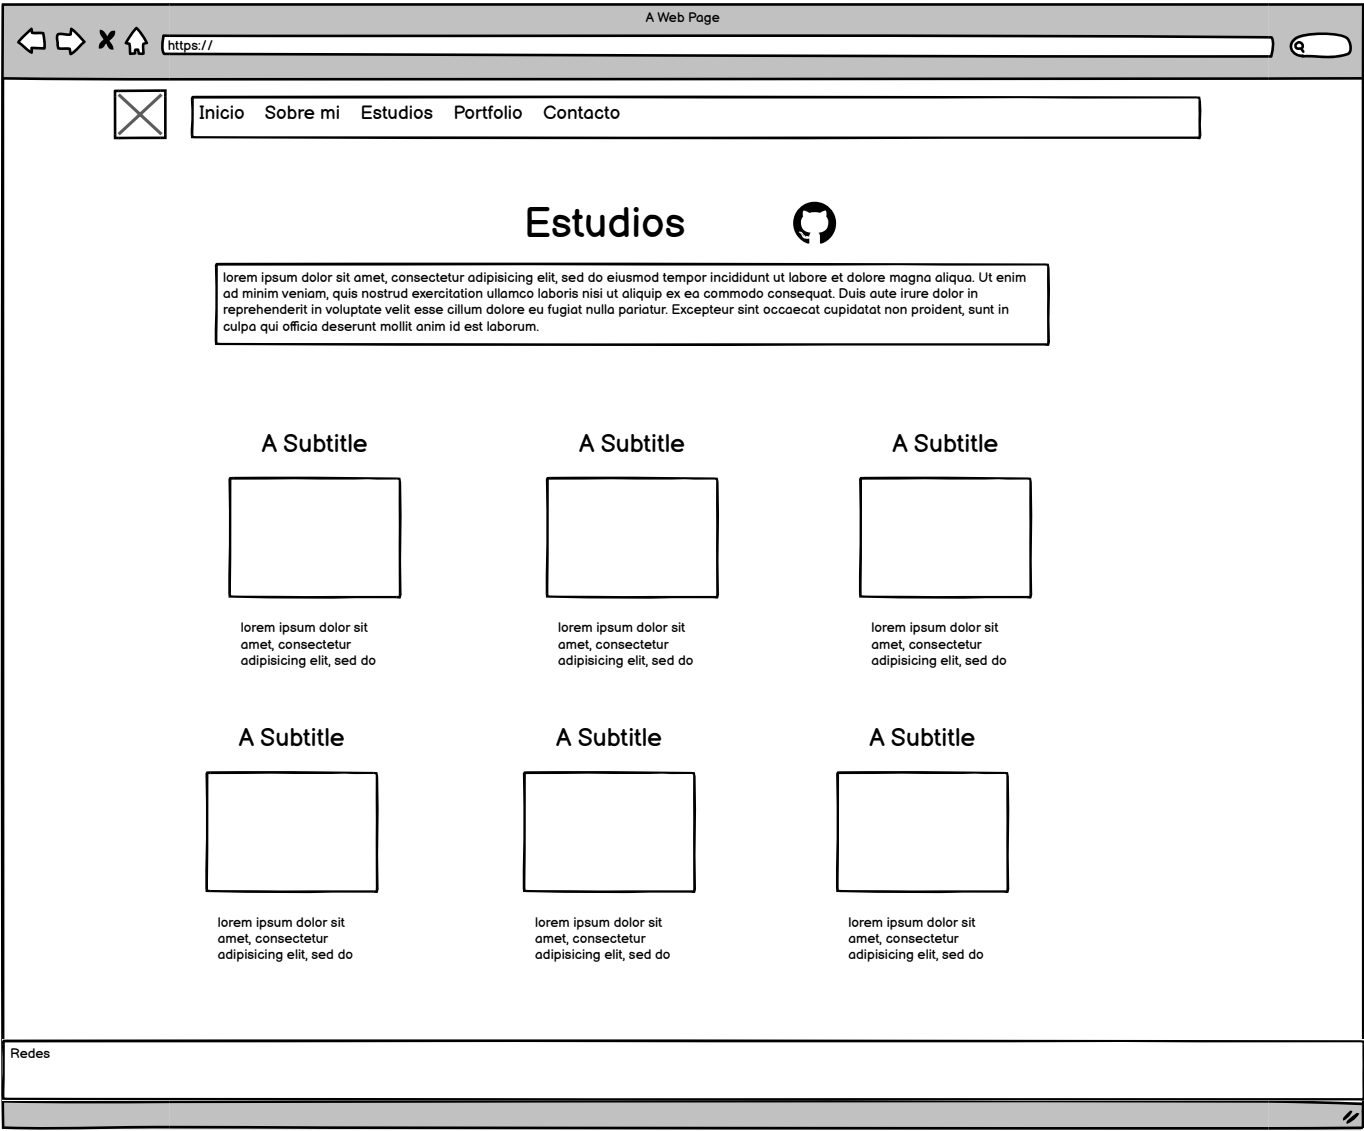 A Web Page
https://
Inicio Sobre mi Estudios Portfolio Contacto
Estudios
lorem ipsum dolor sit amet, consectetur adipisicing elit, sed do eiusmod tempor incididunt ut labore et dolore magna aliqua. Ut enim
ad minim veniam, quis nostrud exercitation ullamco laboris nisi ut aliquip ex ea commodo consequat. Duis aute irure dolor in
reprehenderit in voluptate velit esse cillum dolore eu fugiat nulla pariatur. Excepteur sint occaecat cupidatat non proident, sunt in
culpa qui officia deserunt mollit anim id est laborum.
A Subtitle
lorem ipsum dolor sit
amet, consectetur
adipisicing elit, sed do
A Subtitle
lorem ipsum dolor sit
amet, consectetur
adipisicing elit, sed do
A Subtitle
lorem ipsum dolor sit
amet, consectetur
adipisicing elit, sed do
A Subtitle
lorem ipsum dolor sit
amet, consectetur
adipisicing elit, sed do
A Subtitle
lorem ipsum dolor sit
amet, consectetur
adipisicing elit, sed do
A Subtitle
lorem ipsum dolor sit
amet, consectetur
adipisicing elit, sed do
Redes